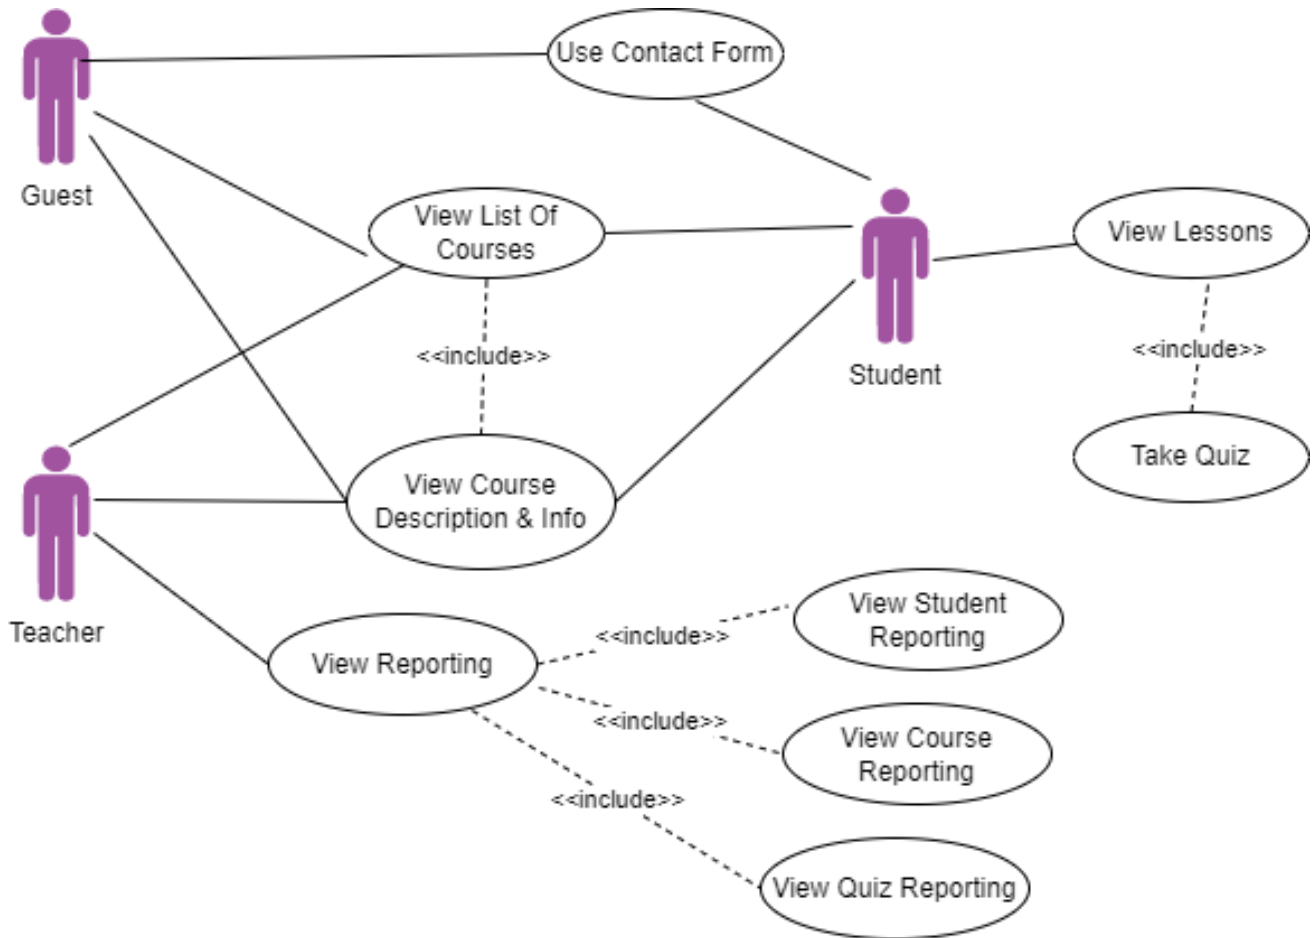 Use Contact Form
Guest
View List Of
Courses
View Lessons
<<include>>
<<include>>
Student
View Course
Description & Info
Take Quiz
Teacher
View Reporting
<<include>>
View Student
Reporting
<<include>>
View Course
Reporting
<<include>>
View Quiz Reporting